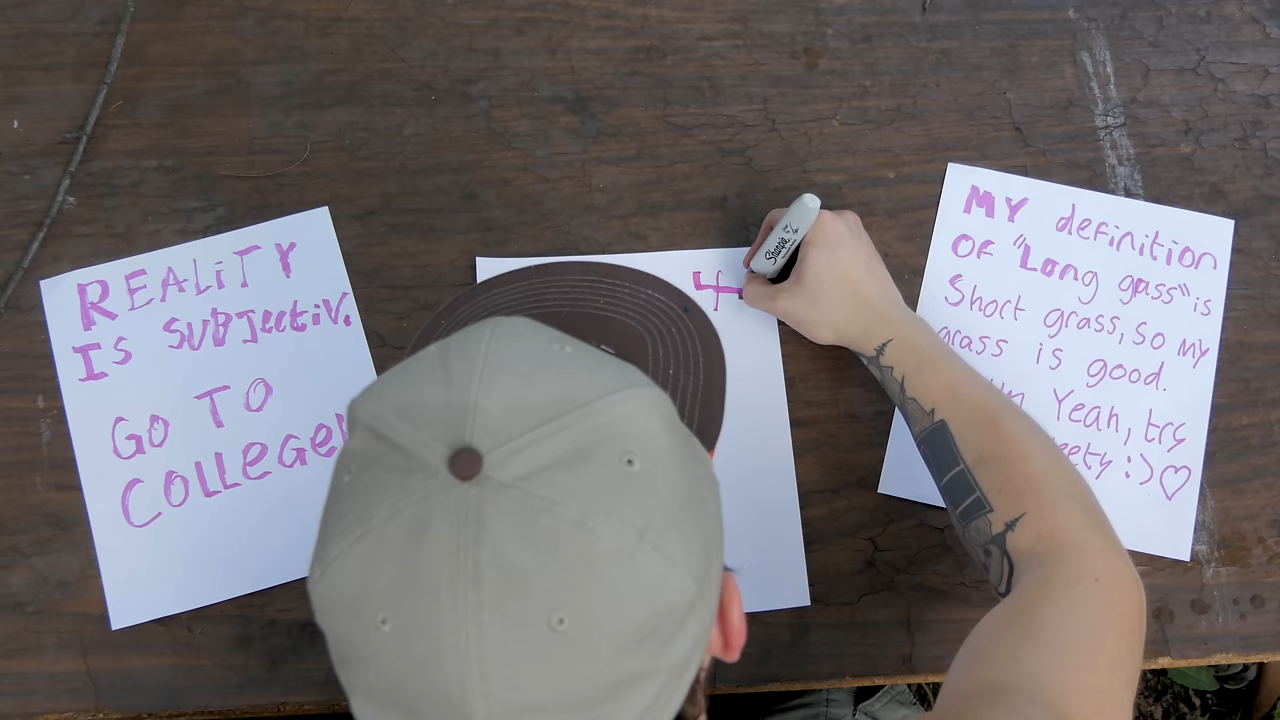 REALITY
IS SUBJectiV.
GO TO
COLLEGE!
Sharpie
MY definition
OF "Long gass" is
Short grass, so my
grass is good.
Yeah, try
:) ♡